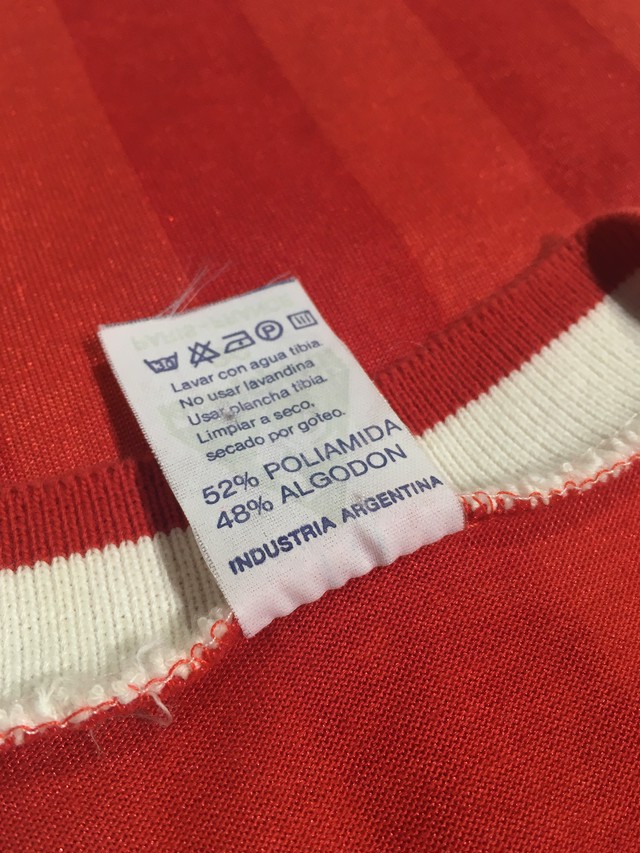 Lavar con agua tibia.
No usar lavandina
Usar plancha tibia.
Limpiar a seco,
secado por goteo.
52% POLIAMIDA
48% ALGODON
INDUSTRIA ARGENTINA